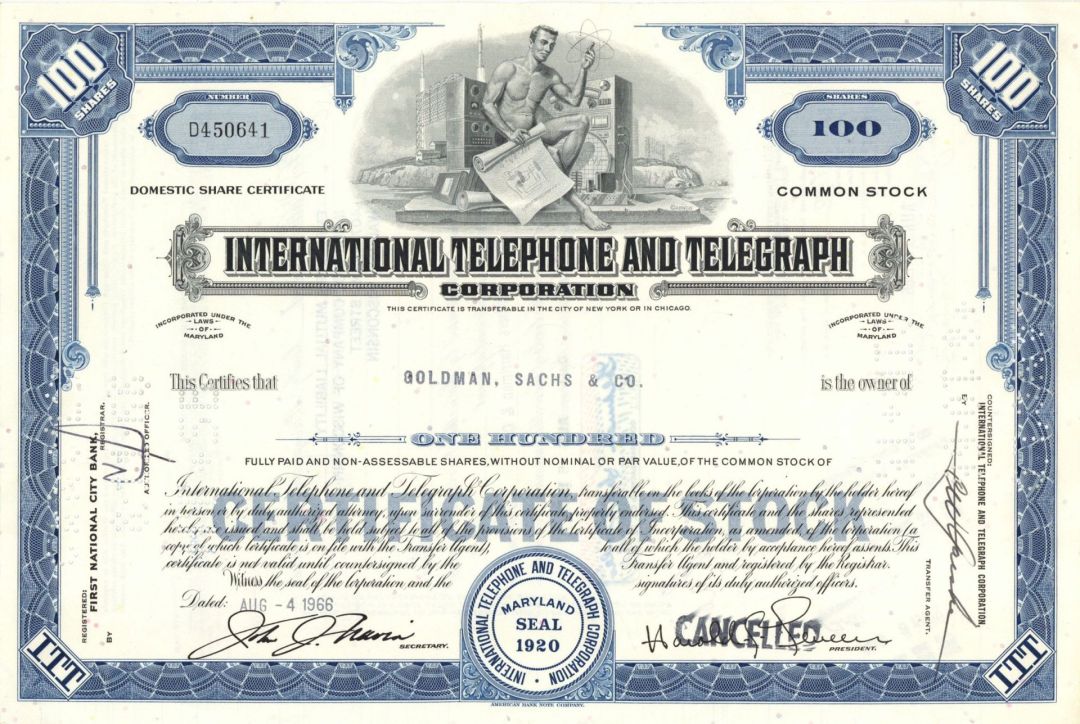 100
SHARES
100
SHARES
NUMBER
D450641
SHARES
100
DOMESTIC SHARE CERTIFICATE
COMMON STOCK
INTERNATIONAL TELEPHONE AND TELEGRAPH
CORPORATION
THIS CERTIFICATE IS TRANSFERABLE IN THE CITY OF NEW YORK OR IN CHICAGO.
INCORPORATED UNDER THE
LAWS
OF
MARYLAND
INCORPORATED UNDER THE
LAWS
OF
MARYLAND
This Certifies that
GOLDMAN, SACHS & CO.
is the owner of
ONE HUNDRED
FULLY PAID AND NON-ASSESSABLE SHARES, WITHOUT NOMINAL OR PAR VALUE, OF THE COMMON STOCK OF
CERTIFICATE OF STOCK
International Telephone and Telegraph Corporation, transferable on the books of the Corporation by the holder hereof
in person or by duly authorized attorney, upon surrender of this certificate properly endorsed. This certificate and the shares represented
hereby are issued and shall be held subject to all of the provisions of the Certificate of Incorporation, as amended, of the Corporation (a
copy of which Certificate is on file with the Transfer Agent), to all of which the holder by acceptance hereof assents. This
certificate is not valid until countersigned by the Transfer Agent and registered by the Registrar.
Witness the seal of the Corporation and the signatures of its duly authorized officers.
Dated: AUG - 4 1966
SECRETARY.
CANCELLED
PRESIDENT.
INTERNATIONAL TELEPHONE AND TELEGRAPH CORPORATION
MARYLAND
SEAL
1920
ITT
ITT
AMERICAN BANK NOTE COMPANY.
REGISTERED:
FIRST NATIONAL CITY BANK,
REGISTRAR.
BY
COUNTERSIGNED:
INTERNATIONAL TELEPHONE AND TELEGRAPH CORPORATION,
TRANSFER AGENT.
BY